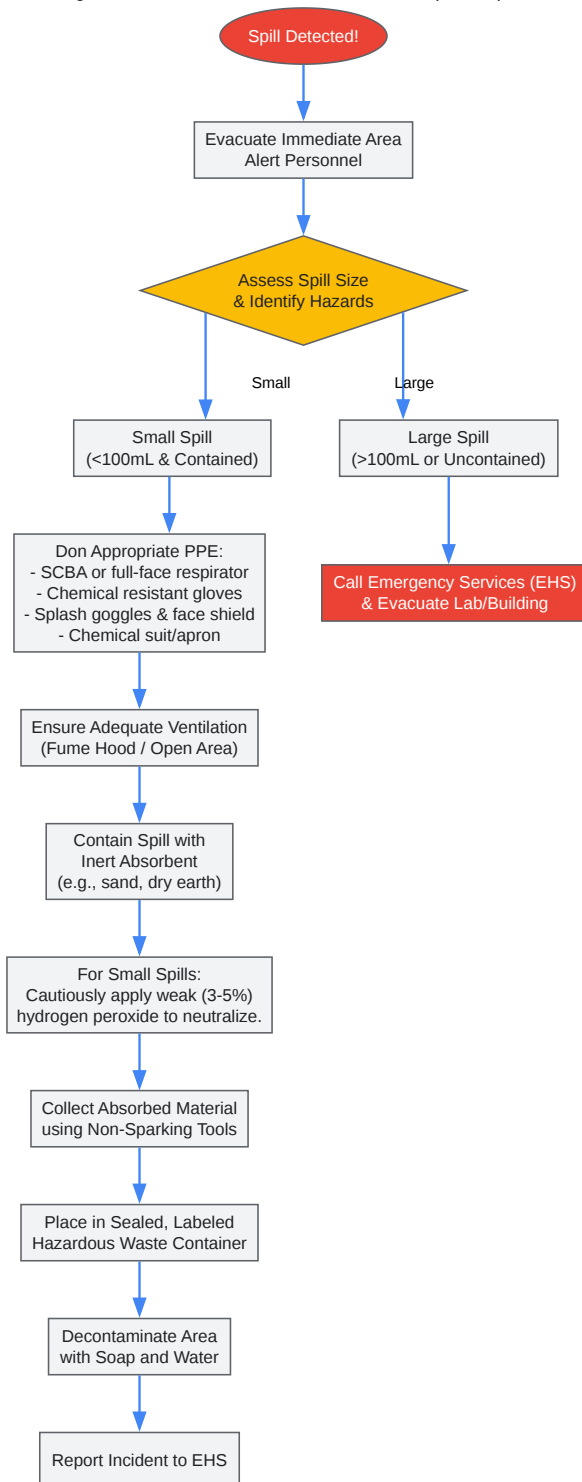 Spill Detected!
Evacuate Immediate Area
Alert Personnel
Assess Spill Size
& Identify Hazards
Small
Large
Small Spill
(<100mL & Contained)
Large Spill
(>100mL or Uncontained)
Don Appropriate PPE:
- SCBA or full-face respirator
- Chemical resistant gloves
- Splash goggles & face shield
- Chemical suit/apron
Call Emergency Services (EHS)
& Evacuate Lab/Building
Ensure Adequate Ventilation
(Fume Hood / Open Area)
Contain Spill with
Inert Absorbent
(e.g., sand, dry earth)
For Small Spills:
Cautiously apply weak (3-5%)
hydrogen peroxide to neutralize.
Collect Absorbed Material
using Non-Sparking Tools
Place in Sealed, Labeled
Hazardous Waste Container
Decontaminate Area
with Soap and Water
Report Incident to EHS